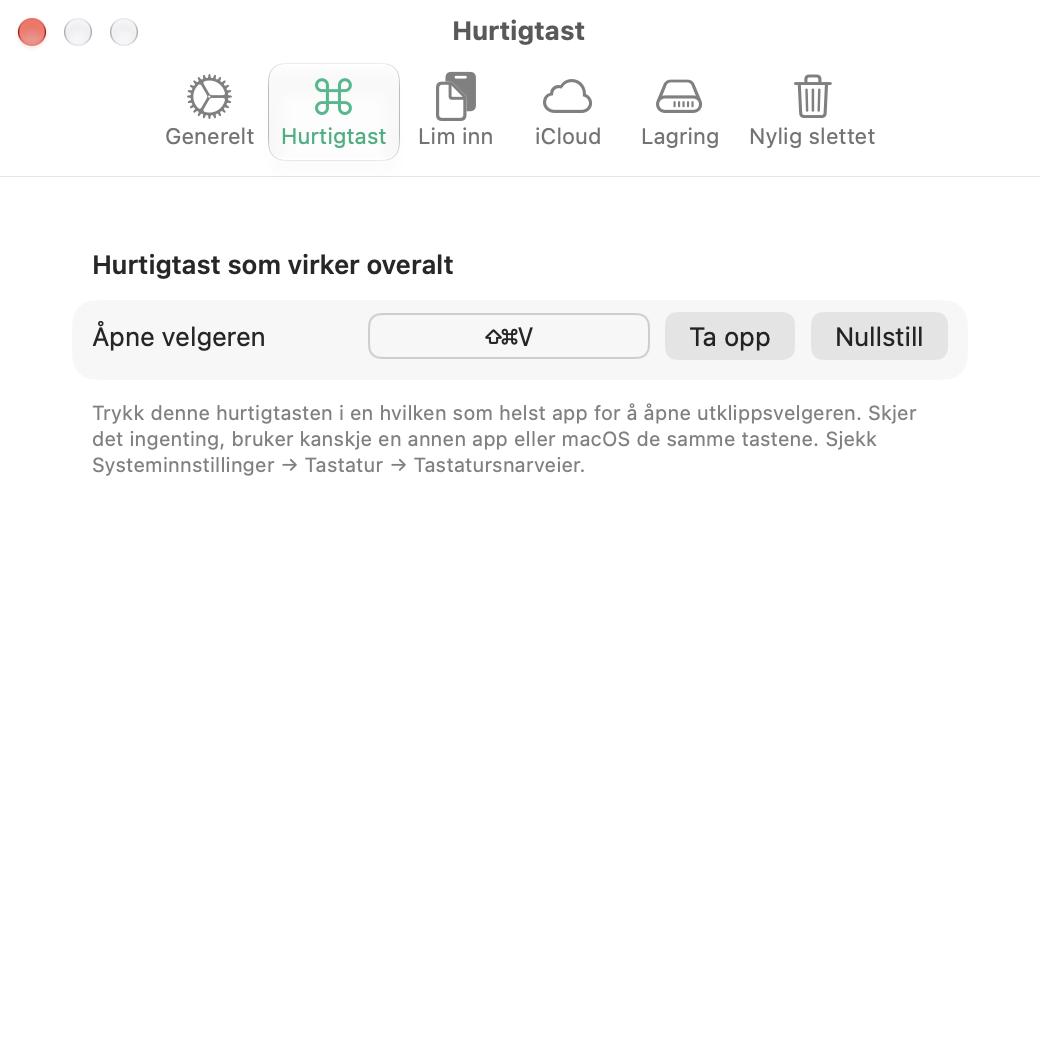 Hurtigtast
Generelt
Hurtigtast
Lim inn
iCloud
Lagring
Nylig slettet
Hurtigtast som virker overalt
Åpne velgeren
⇧⌘V
Ta opp
Nullstill
Trykk denne hurtigtasten i en hvilken som helst app for å åpne utklippsvelgeren. Skjer
det ingenting, bruker kanskje en annen app eller macOS de samme tastene. Sjekk
Systeminnstillinger → Tastatur → Tastatursnarveier.